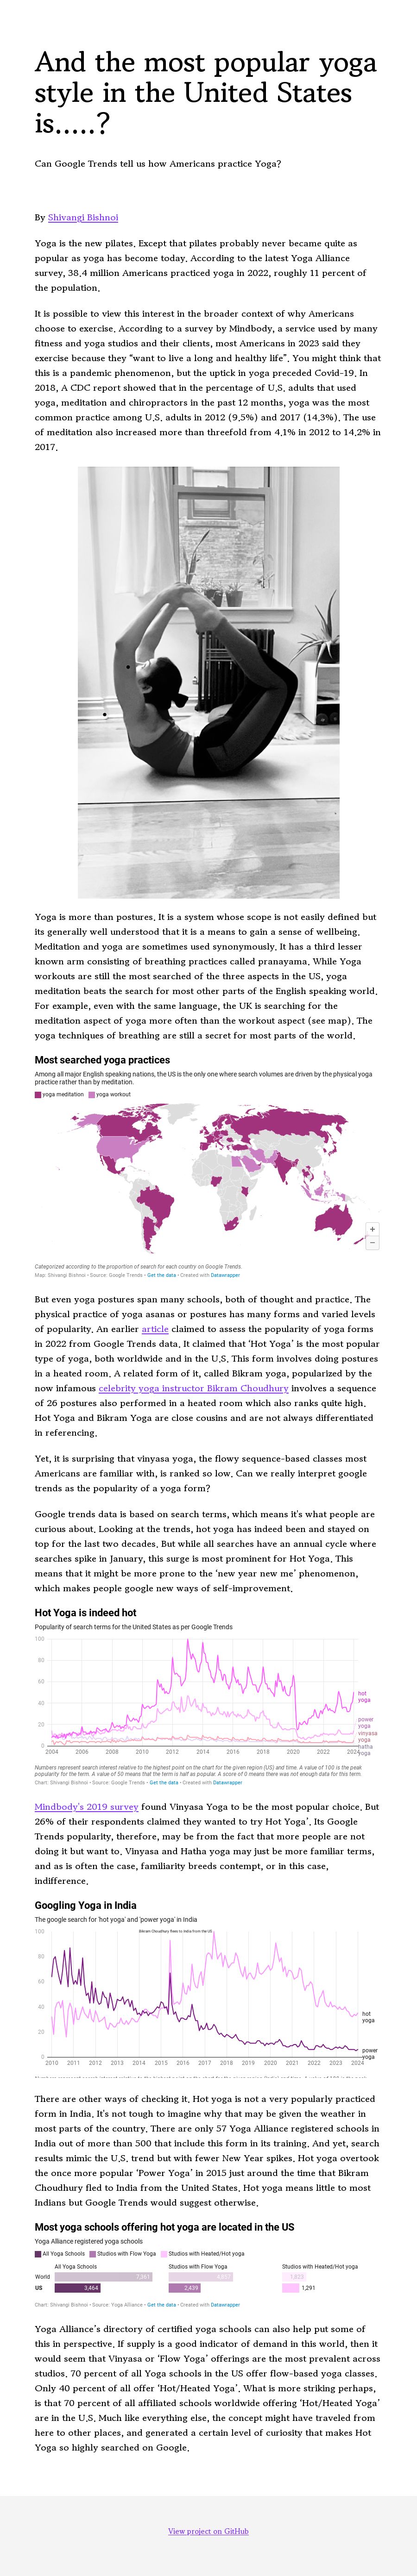 And the most popular yoga
style in the United States
is.....?
Can Google Trends tell us how Americans practice Yoga?
By Shivangi Bishnoi
Yoga is the new pilates. Except that pilates probably never became quite as
popular as yoga has become today. According to the latest Yoga Alliance
survey, 38.4 million Americans practiced yoga in 2022, roughly 11 percent of
the population.
It is possible to view this interest in the broader context of why Americans
choose to exercise. According to a survey by Mindbody, a service used by many
fitness and yoga studios and their clients, most Americans in 2023 said they
exercise because they “want to live a long and healthy life”. You might think that
this is a pandemic phenomenon, but the uptick in yoga preceded Covid-19. In
2018, A CDC report showed that in the percentage of U.S. adults that used
yoga, meditation and chiropractors in the past 12 months, yoga was the most
common practice among U.S. adults in 2012 (9.5%) and 2017 (14.3%). The use
of meditation also increased more than threefold from 4.1% in 2012 to 14.2% in
2017.
Yoga is more than postures. It is a system whose scope is not easily defined but
its generally well understood that it is a means to gain a sense of wellbeing.
Meditation and yoga are sometimes used synonymously. It has a third lesser
known arm consisting of breathing practices called pranayama. While Yoga
workouts are still the most searched of the three aspects in the US, yoga
meditation beats the search for most other parts of the English speaking world.
For example, even with the same language, the UK is searching for the
meditation aspect of yoga more often than the workout aspect (see map). The
yoga techniques of breathing are still a secret for most parts of the world.
Most searched yoga practices
Among all major English speaking nations, the US is the only one where search volumes are driven by the physical yoga
practice rather than by meditation.
yoga meditation yoga workout
+
−
Categorized according to the proportion of search for each country on Google Trends.
Map: Shivangi Bishnoi • Source: Google Trends • Get the data • Created with Datawrapper
But even yoga postures span many schools, both of thought and practice. The
physical practice of yoga asanas or postures has many forms and varied levels
of popularity. An earlier article claimed to assess the popularity of yoga forms
in 2022 from Google Trends data. It claimed that ‘Hot Yoga’ is the most popular
type of yoga, both worldwide and in the U.S. This form involves doing postures
in a heated room. A related form of it, called Bikram yoga, popularized by the
now infamous celebrity yoga instructor Bikram Choudhury involves a sequence
of 26 postures also performed in a heated room which also ranks quite high.
Hot Yoga and Bikram Yoga are close cousins and are not always differentiated
in referencing.
Yet, it is surprising that vinyasa yoga, the flowy sequence-based classes most
Americans are familiar with, is ranked so low. Can we really interpret google
trends as the popularity of a yoga form?
Google trends data is based on search terms, which means it's what people are
curious about. Looking at the trends, hot yoga has indeed been and stayed on
top for the last two decades. But while all searches have an annual cycle where
searches spike in January, this surge is most prominent for Hot Yoga. This
means that it might be more prone to the ‘new year new me’ phenomenon,
which makes people google new ways of self-improvement.
Hot Yoga is indeed hot
Popularity of search terms for the United States as per Google Trends
100
80
60
40
20
0
hot
yoga
power
yoga
vinyasa
yoga
hatha
yoga
2004 2006 2008 2010 2012 2014 2016 2018 2020 2022 2024
Numbers represent search interest relative to the highest point on the chart for the given region (US) and time. A value of 100 is the peak
popularity for the term. A value of 50 means that the term is half as popular. A score of 0 means there was not enough data for this term.
Chart: Shivangi Bishnoi • Source: Google Trends • Get the data • Created with Datawrapper
Mindbody's 2019 survey found Vinyasa Yoga to be the most popular choice. But
26% of their respondents claimed they wanted to try Hot Yoga’. Its Google
Trends popularity, therefore, may be from the fact that more people are not
doing it but want to. Vinyasa and Hatha yoga may just be more familiar terms,
and as is often the case, familiarity breeds contempt, or in this case,
indifference.
Googling Yoga in India
The google search for 'hot yoga' and 'power yoga' in India
100
Bikram Choudhury flees to India from the US
80
60
40
20
0
hot
yoga
power
yoga
2010 2011 2012 2013 2014 2015 2016 2017 2018 2019 2020 2021 2022 2023 2024
There are other ways of checking it. Hot yoga is not a very popularly practiced
form in India. It's not tough to imagine why that may be given the weather in
most parts of the country. There are only 57 Yoga Alliance registered schools in
India out of more than 500 that include this form in its training. And yet, search
results mimic the U.S. trend but with fewer New Year spikes. Hot yoga overtook
the once more popular ‘Power Yoga’ in 2015 just around the time that Bikram
Choudhury fled to India from the United States. Hot yoga means little to most
Indians but Google Trends would suggest otherwise.
Most yoga schools offering hot yoga are located in the US
Yoga Alliance registered yoga schools
All Yoga Schools Studios with Flow Yoga Studios with Heated/Hot yoga
All Yoga Schools Studios with Flow Yoga Studios with Heated/Hot yoga
World
US 3,464 2,439 1,291
Chart: Shivangi Bishnoi • Source: Yoga Alliance • Get the data • Created with Datawrapper
Yoga Alliance’s directory of certified yoga schools can also help put some of
this in perspective. If supply is a good indicator of demand in this world, then it
would seem that Vinyasa or ‘Flow Yoga’ offerings are the most prevalent across
studios. 70 percent of all Yoga schools in the US offer flow-based yoga classes.
Only 40 percent of all offer ‘Hot/Heated Yoga’. What is more striking perhaps,
is that 70 percent of all affiliated schools worldwide offering ‘Hot/Heated Yoga’
are in the U.S. Much like everything else, the concept might have traveled from
here to other places, and generated a certain level of curiosity that makes Hot
Yoga so highly searched on Google.
View project on GitHub